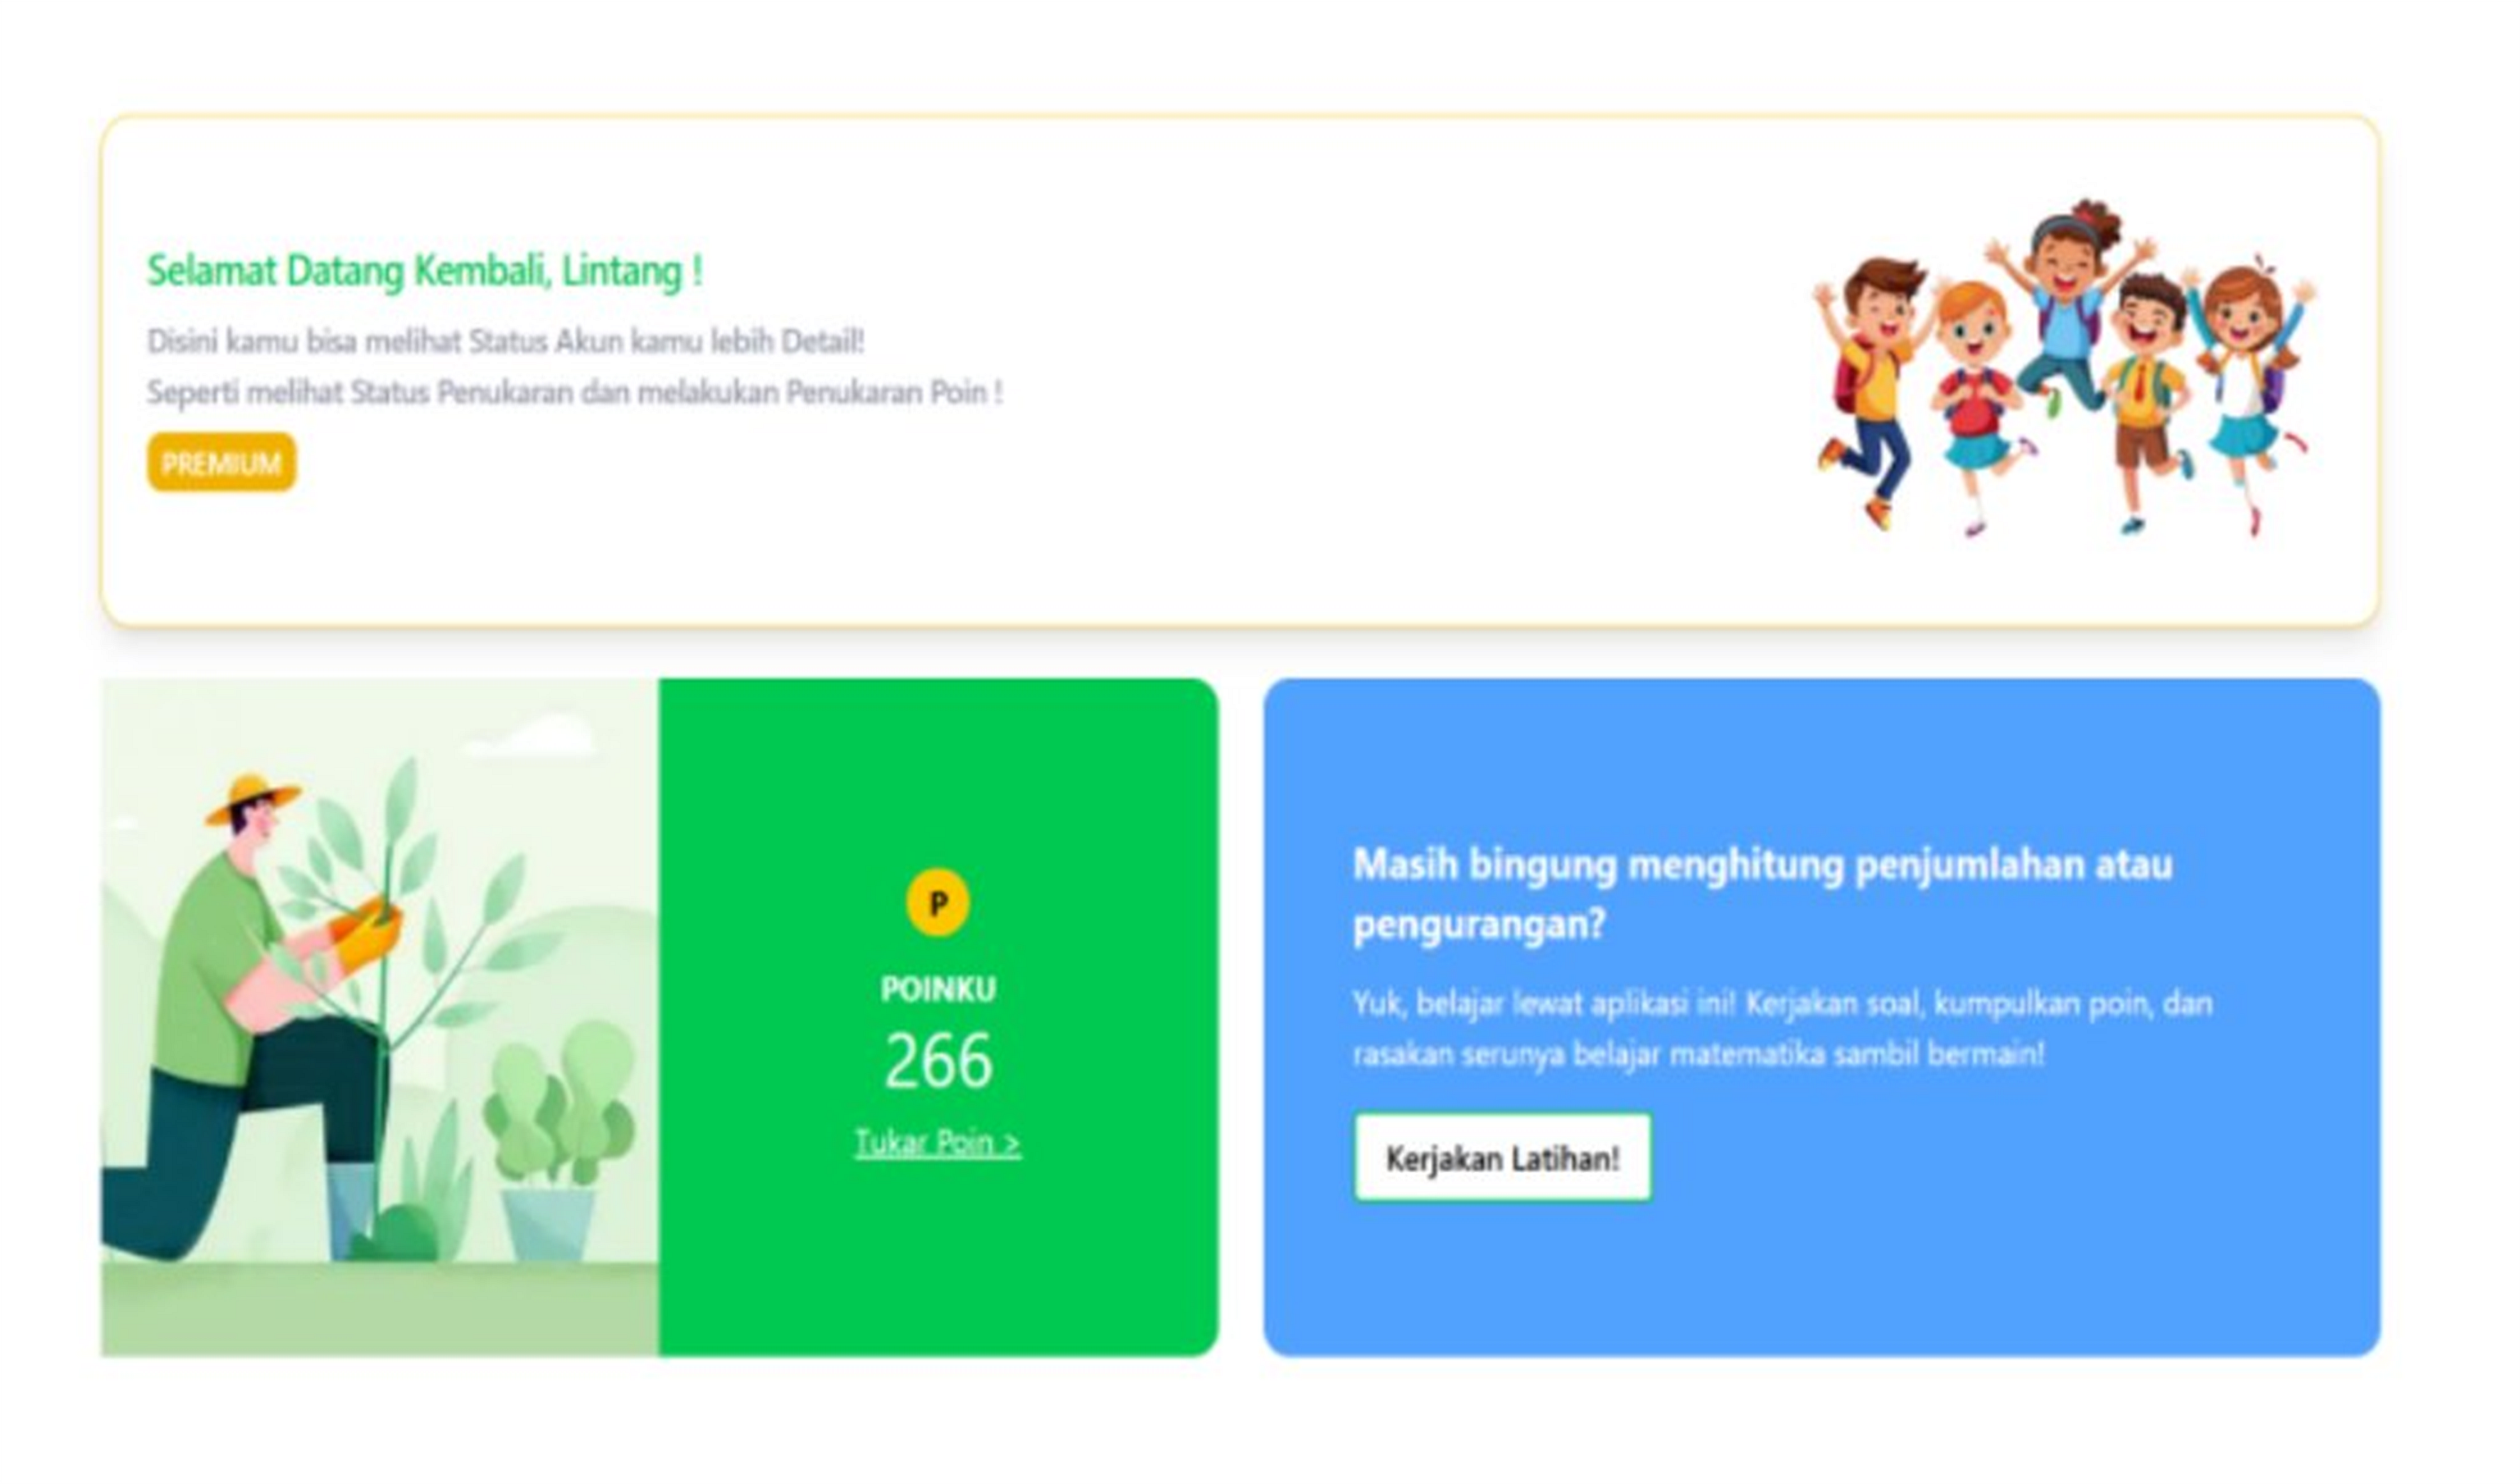 Selamat Datang Kembali, Lintang !
Disini kamu bisa melihat Status Akun kamu lebih Detail!
Seperti melihat Status Penukaran dan melakukan Penukaran Poin !
PREMIUM
P
POINKU
266
Tukar Poin >
Masih bingung menghitung penjumlahan atau
pengurangan?
Yuk, belajar lewat aplikasi ini! Kerjakan soal, kumpulkan poin, dan
rasakan serunya belajar matematika sambil bermain!
Kerjakan Latihan!